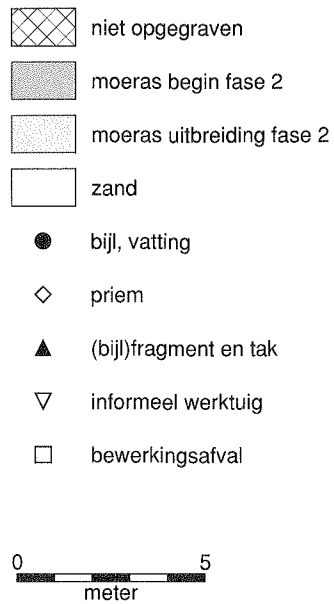 niet opgegraven
moeras begin fase 2
moeras uitbreiding fase 2
zand
bijl, vatting
priem
(bijl)fragment en tak
informeel werktuig
bewerkingsafval
0 5
meter